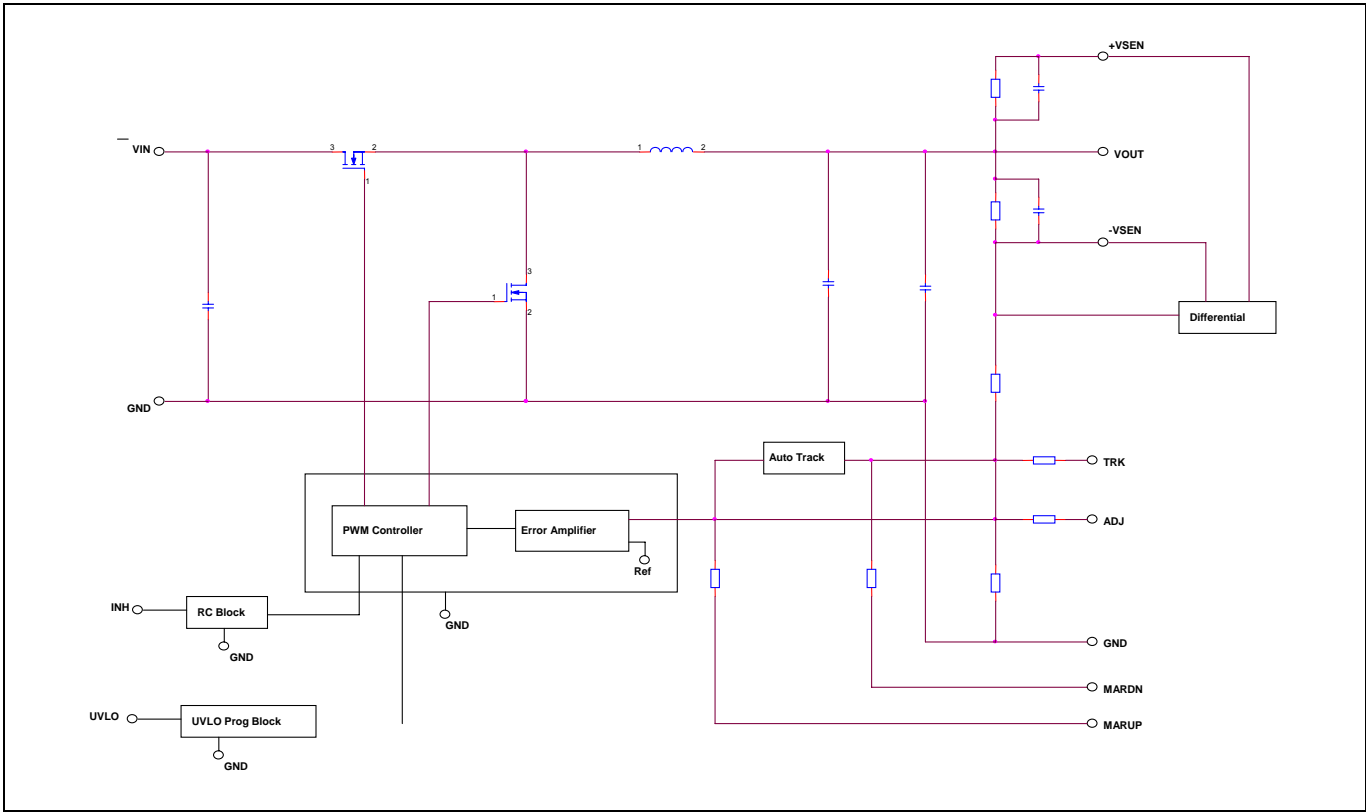 +VSEN
VIN
3
2
1
1
2
VOUT
-VSEN
3
1
2
Differential
GND
Auto Track
TRK
PWM Controller
Error Amplifier
ADJ
Ref
INH
RC Block
GND
GND
GND
MARDN
UVLO
UVLO Prog Block
MARUP
GND